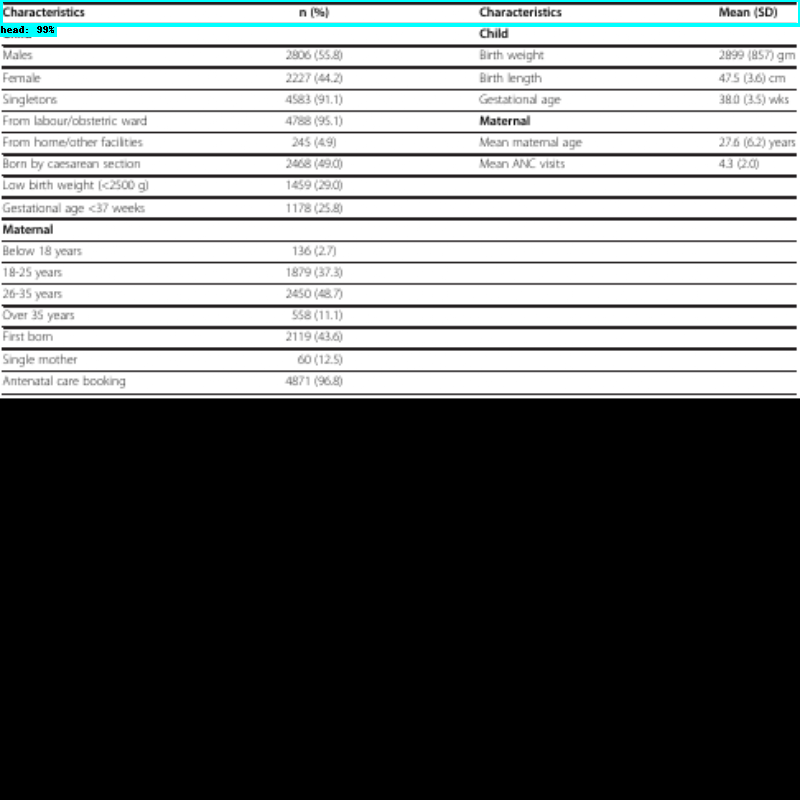 Characteristics n (%) Characteristics Mean (SD)
head: 99%
Child
Males 2806 (55.8) Birth weight 2899 (857) gm
Female 2227 (44.2) Birth length 47.5 (3.6) cm
Singletons 4583 (91.1) Gestational age 38.0 (3.5) wks
From labour/obstetric ward 4788 (95.1) Maternal
From home/other facilities 245 (4.9) Mean maternal age 27.6 (6.2) years
Born by caesarean section 2468 (49.0) Mean ANC visits 4.3 (2.0)
Low birth weight (<2500 g) 1459 (29.0)
Gestational age <37 weeks 1178 (25.8)
Maternal
Below 18 years 136 (2.7)
18-25 years 1879 (37.3)
26-35 years 2450 (48.7)
Over 35 years 558 (11.1)
First born 2119 (43.6)
Single mother 60 (12.5)
Antenatal care booking 4871 (96.8)